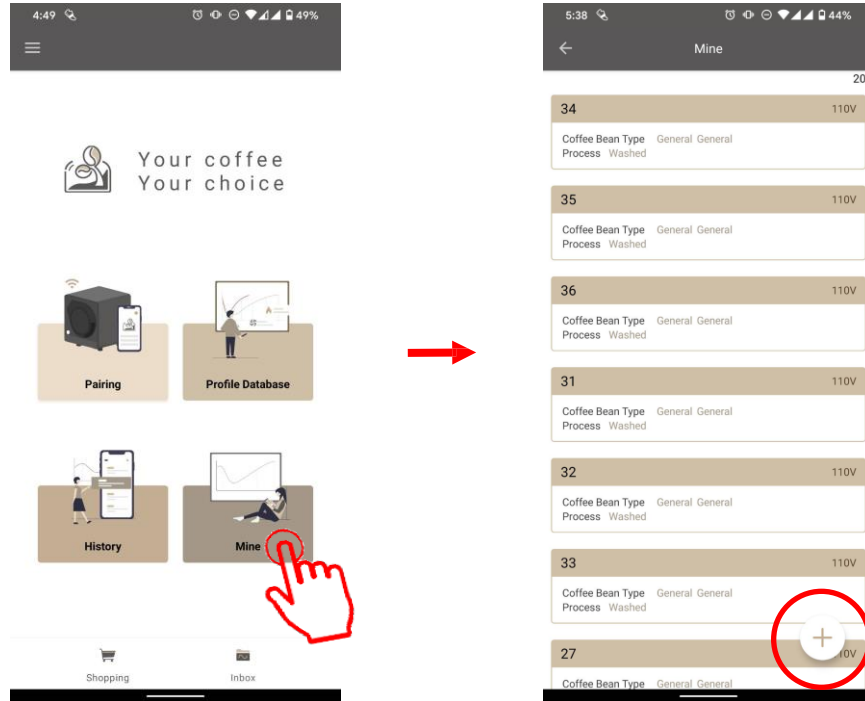 4:49
49%
Your coffee
Your choice
Pairing
Profile Database
History
Mine
Shopping
Inbox
5:38
44%
Mine
20
34
110V
Coffee Bean Type General General
Process Washed
35
110V
Coffee Bean Type General General
Process Washed
36
110V
Coffee Bean Type General General
Process Washed
31
110V
Coffee Bean Type General General
Process Washed
32
110V
Coffee Bean Type General General
Process Washed
33
110V
Coffee Bean Type General General
Process Washed
27
10V
Coffee Bean Type General General